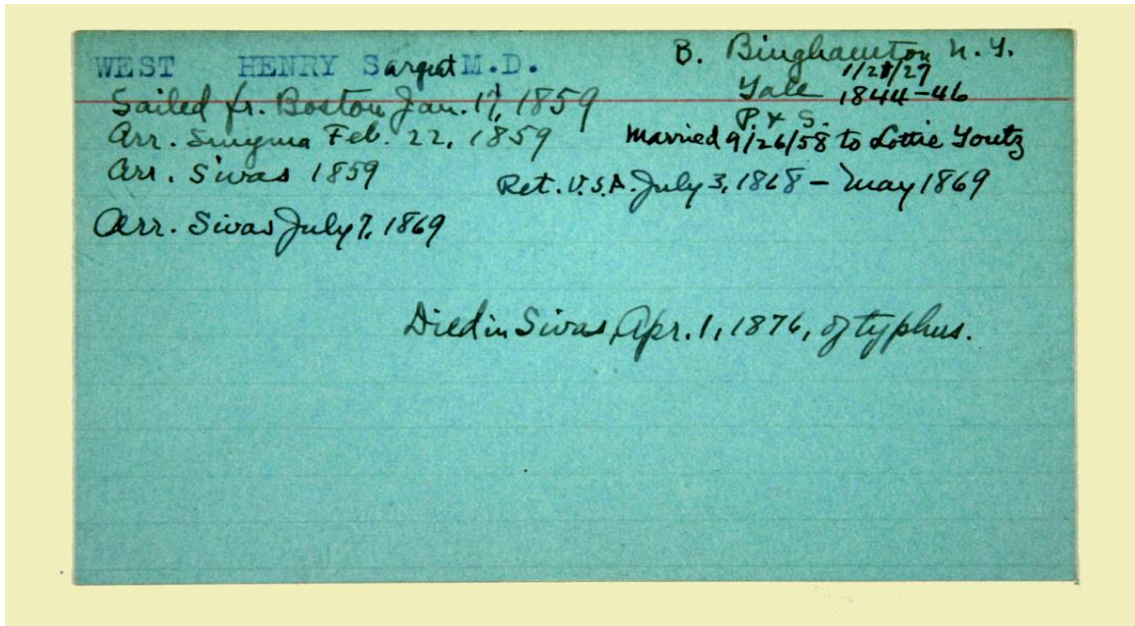 WEST HENRY Sargent M.D.
B. Binghamton N.Y.
1/21/27
Sailed fr. Boston Jan. 17, 1859
Yale 1844-46
P. & S.
Arr. Smyrna Feb. 22, 1859
Married 9/26/58 to Lottie Youtz
Arr. Sivas 1859
Ret. U.S.A. July 3, 1868 - May 1869
Arr. Sivas July 7, 1869
Died in Sivas, Apr. 1, 1876, of typhus.